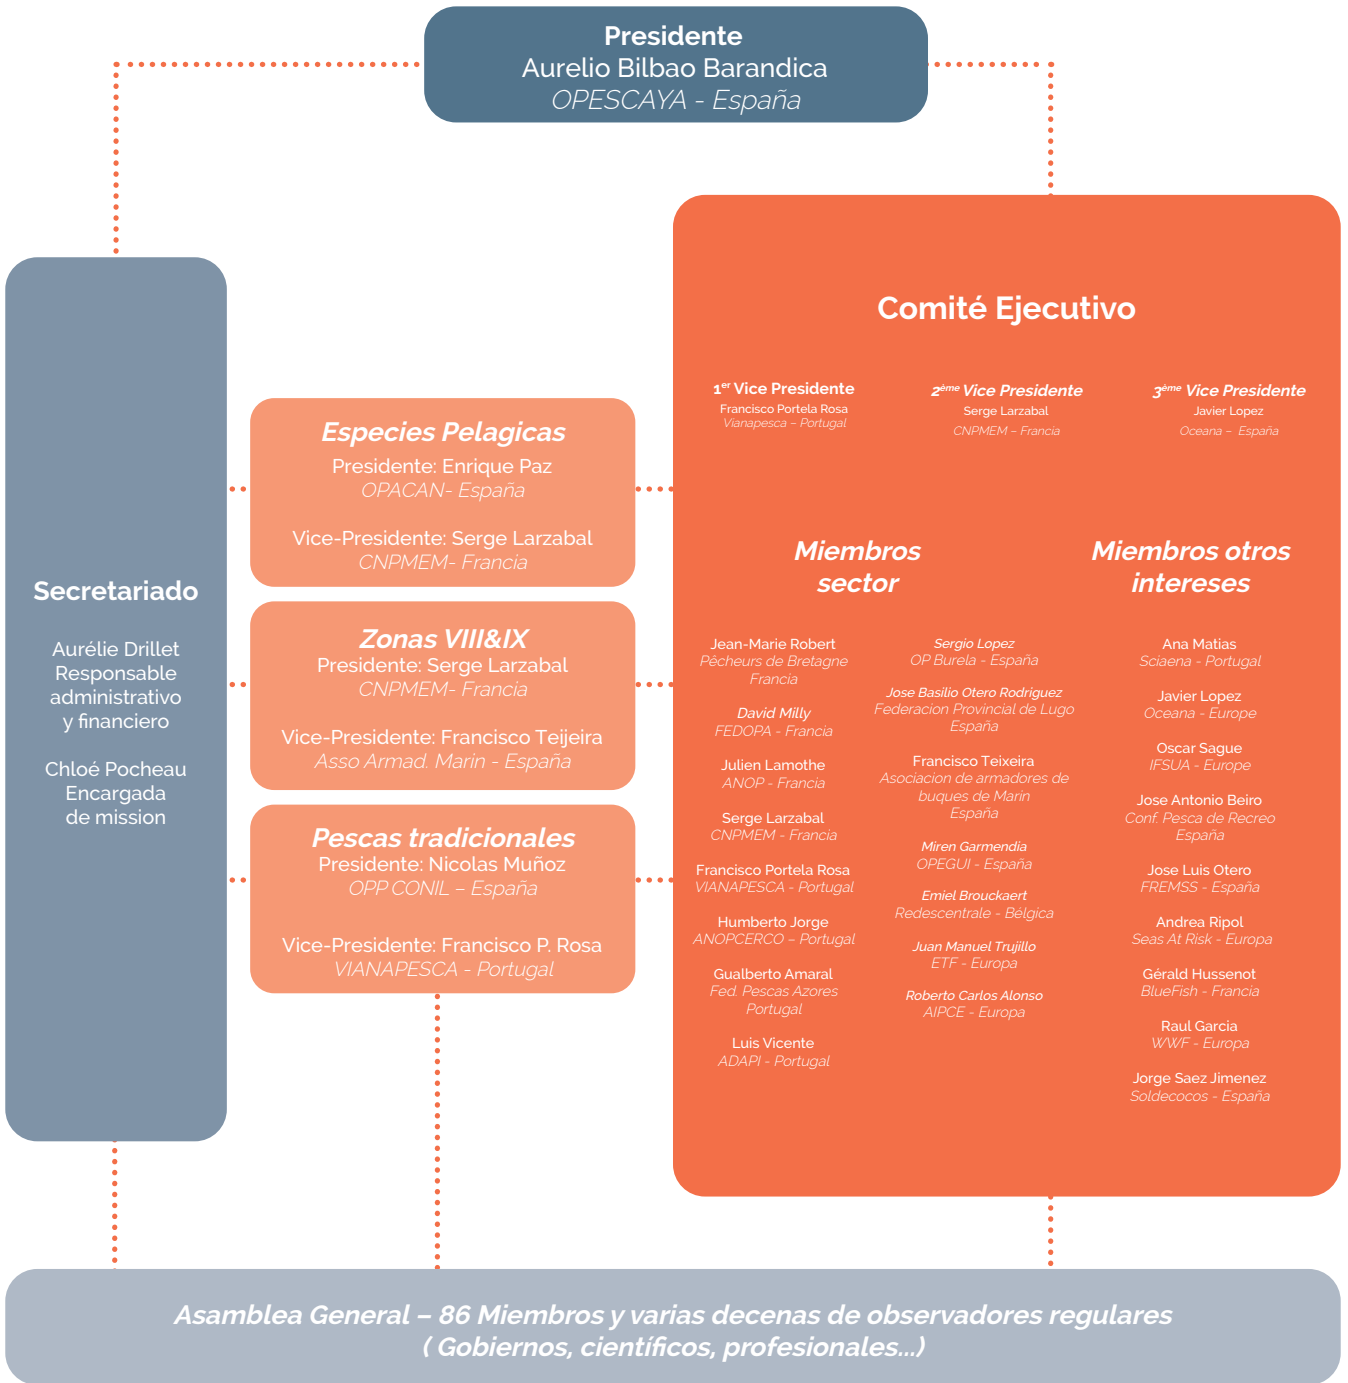 Presidente
Aurelio Bilbao Barandica
OPESCAYA - España
Secretariado
Aurélie Drillet
Responsable
administrativo
y financiero
Chloé Pocheau
Encargada
de mission
Especies Pelagicas
Presidente: Enrique Paz
OPACAN- España
Vice-Presidente: Serge Larzabal
CNPMEM- Francia
Zonas VIII&IX
Presidente: Serge Larzabal
CNPMEM- Francia
Vice-Presidente: Francisco Teijeira
Asso Armad. Marin - España
Pescas tradicionales
Presidente: Nicolas Muñoz
OPP CONIL – España
Vice-Presidente: Francisco P. Rosa
VIANAPESCA - Portugal
Comité Ejecutivo
1er Vice Presidente
Francisco Portela Rosa
Vianapesca – Portugal
2ème Vice Presidente
Serge Larzabal
CNPMEM – Francia
3ème Vice Presidente
Javier Lopez
Oceana – España
Miembros
sector
Jean-Marie Robert
Pêcheurs de Bretagne
Francia
David Milly
FEDOPA - Francia
Julien Lamothe
ANOP - Francia
Serge Larzabal
CNPMEM - Francia
Francisco Portela Rosa
VIANAPESCA - Portugal
Humberto Jorge
ANOPCERCO – Portugal
Gualberto Amaral
Fed. Pescas Azores
Portugal
Luis Vicente
ADAPI - Portugal
Sergio Lopez
OP Burela - España
Jose Basilio Otero Rodriguez
Federacion Provincial de Lugo
España
Francisco Teixeira
Asociacion de armadores de
buques de Marin
España
Miren Garmendia
OPEGUI - España
Emiel Brouckaert
Redescentrale - Bélgica
Juan Manuel Trujillo
ETF - Europa
Roberto Carlos Alonso
AIPCE - Europa
Miembros otros
intereses
Ana Matias
Sciaena - Portugal
Javier Lopez
Oceana - Europe
Oscar Sague
IFSUA - Europe
Jose Antonio Beiro
Conf. Pesca de Recreo
España
Jose Luis Otero
FREMSS - España
Andrea Ripol
Seas At Risk - Europa
Gérald Hussenot
BlueFish - Francia
Raul Garcia
WWF - Europa
Jorge Saez Jimenez
Soldecocos - España
Asamblea General – 86 Miembros y varias decenas de observadores regulares
( Gobiernos, científicos, profesionales...)